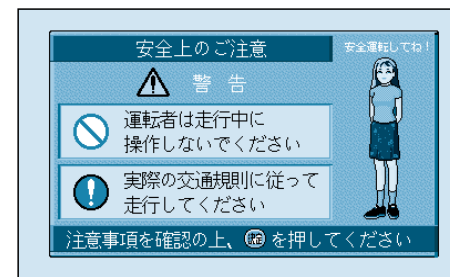 安全上のご注意
安全運転してね!
警告
運転者は走行中に
操作しないでください
実際の交通規則に従って
走行してください
注意事項を確認の上、を押してください